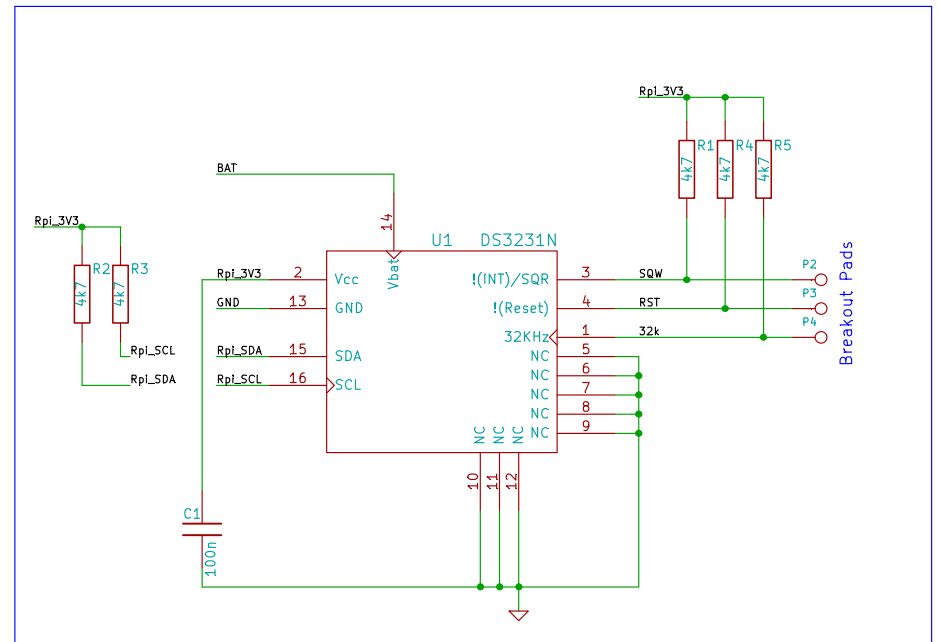 Rpi_3V3
R1
R4
R5
4k7
4k7
4k7
BAT
14
Rpi_3V3
U1
DS3231N
R2
R3
4k7
4k7
Rpi_SCL
Rpi_SDA
Rpi_3V3
2
Vcc
Vbat
!(INT)/SQR
3
SQW
P2
GND
13
GND
!(Reset)
4
RST
P3
32KHz
1
32k
P4
Breakout Pads
Rpi_SDA
15
SDA
NC
5
NC
6
Rpi_SCL
16
SCL
NC
7
NC
8
NC
9
NC
NC
NC
10
11
12
C1
100n